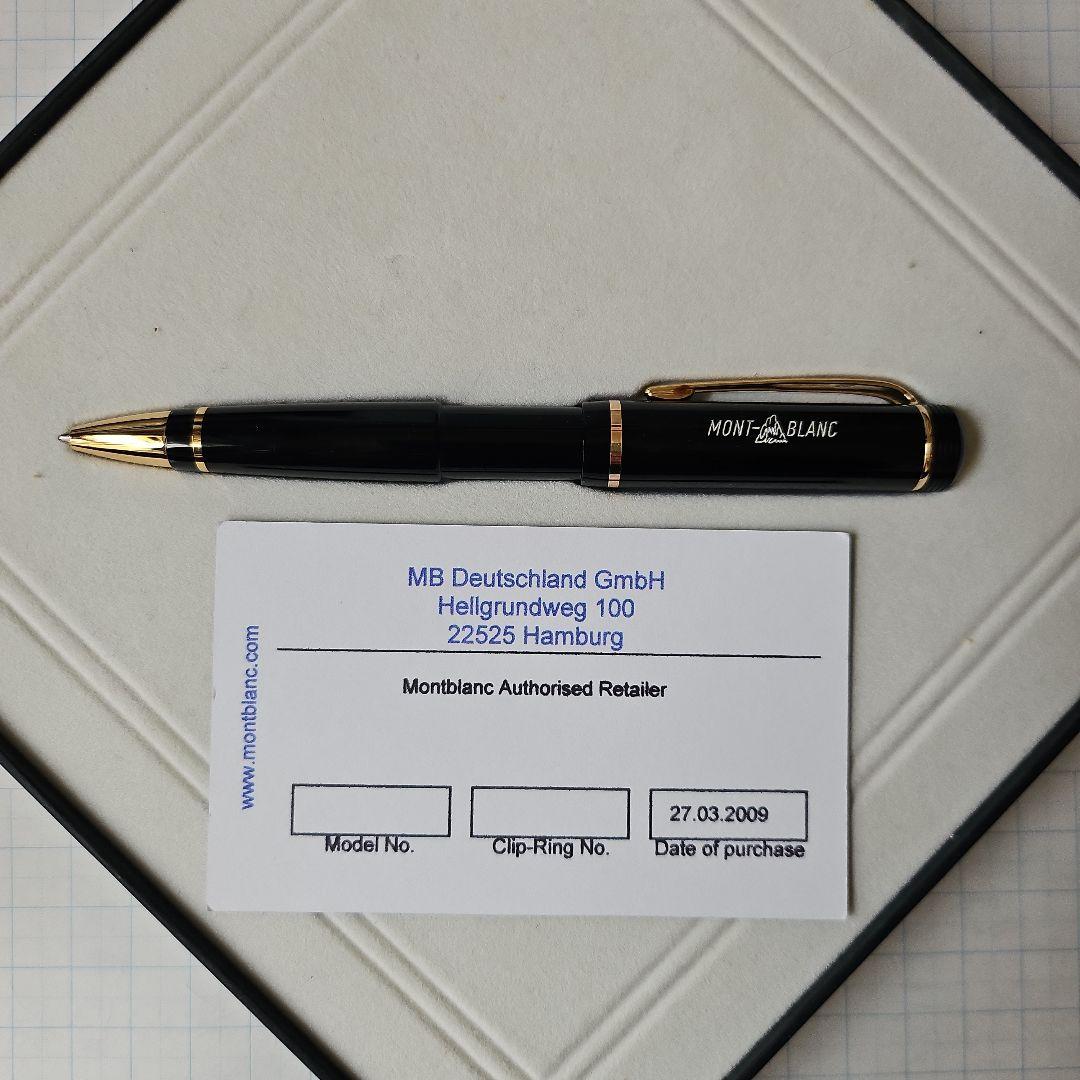 MONT-BLANC
MB Deutschland GmbH
Hellgrundweg 100
22525 Hamburg
www.montblanc.com
Montblanc Authorised Retailer
27.03.2009
Model No. Clip-Ring No. Date of purchase